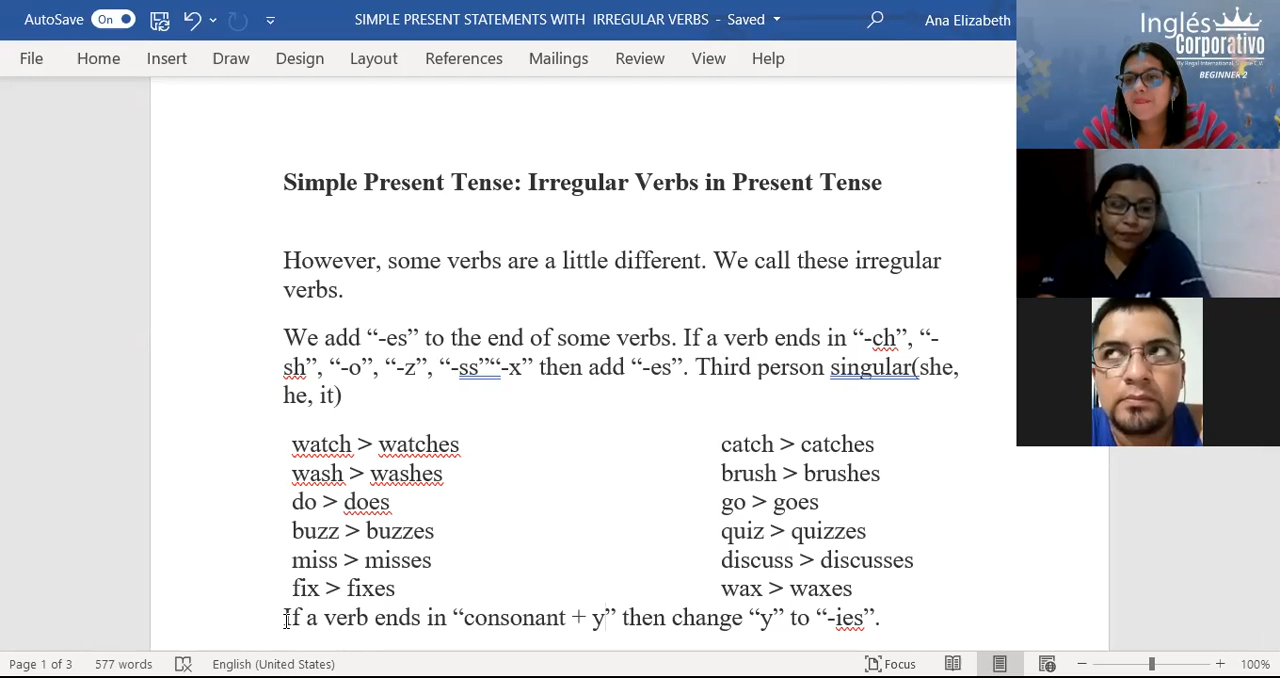 AutoSave On SIMPLE PRESENT STATEMENTS WITH IRREGULAR VERBS - Saved Ana Elizabeth
File Home Insert Draw Design Layout References Mailings Review View Help
Inglés
Corporativo
BEGINNER 2
Simple Present Tense: Irregular Verbs in Present Tense
However, some verbs are a little different. We call these irregular
verbs.
We add “-es” to the end of some verbs. If a verb ends in “-ch”, “-
sh”, “-o”, “-z”, “-ss”“-x” then add “-es”. Third person singular(she,
he, it)
watch > watches catch > catches
wash > washes brush > brushes
do > does go > goes
buzz > buzzes quiz > quizzes
miss > misses discuss > discusses
fix > fixes wax > waxes
If a verb ends in “consonant + y” then change “y” to “-ies”.
Page 1 of 3 577 words English (United States) Focus 100%